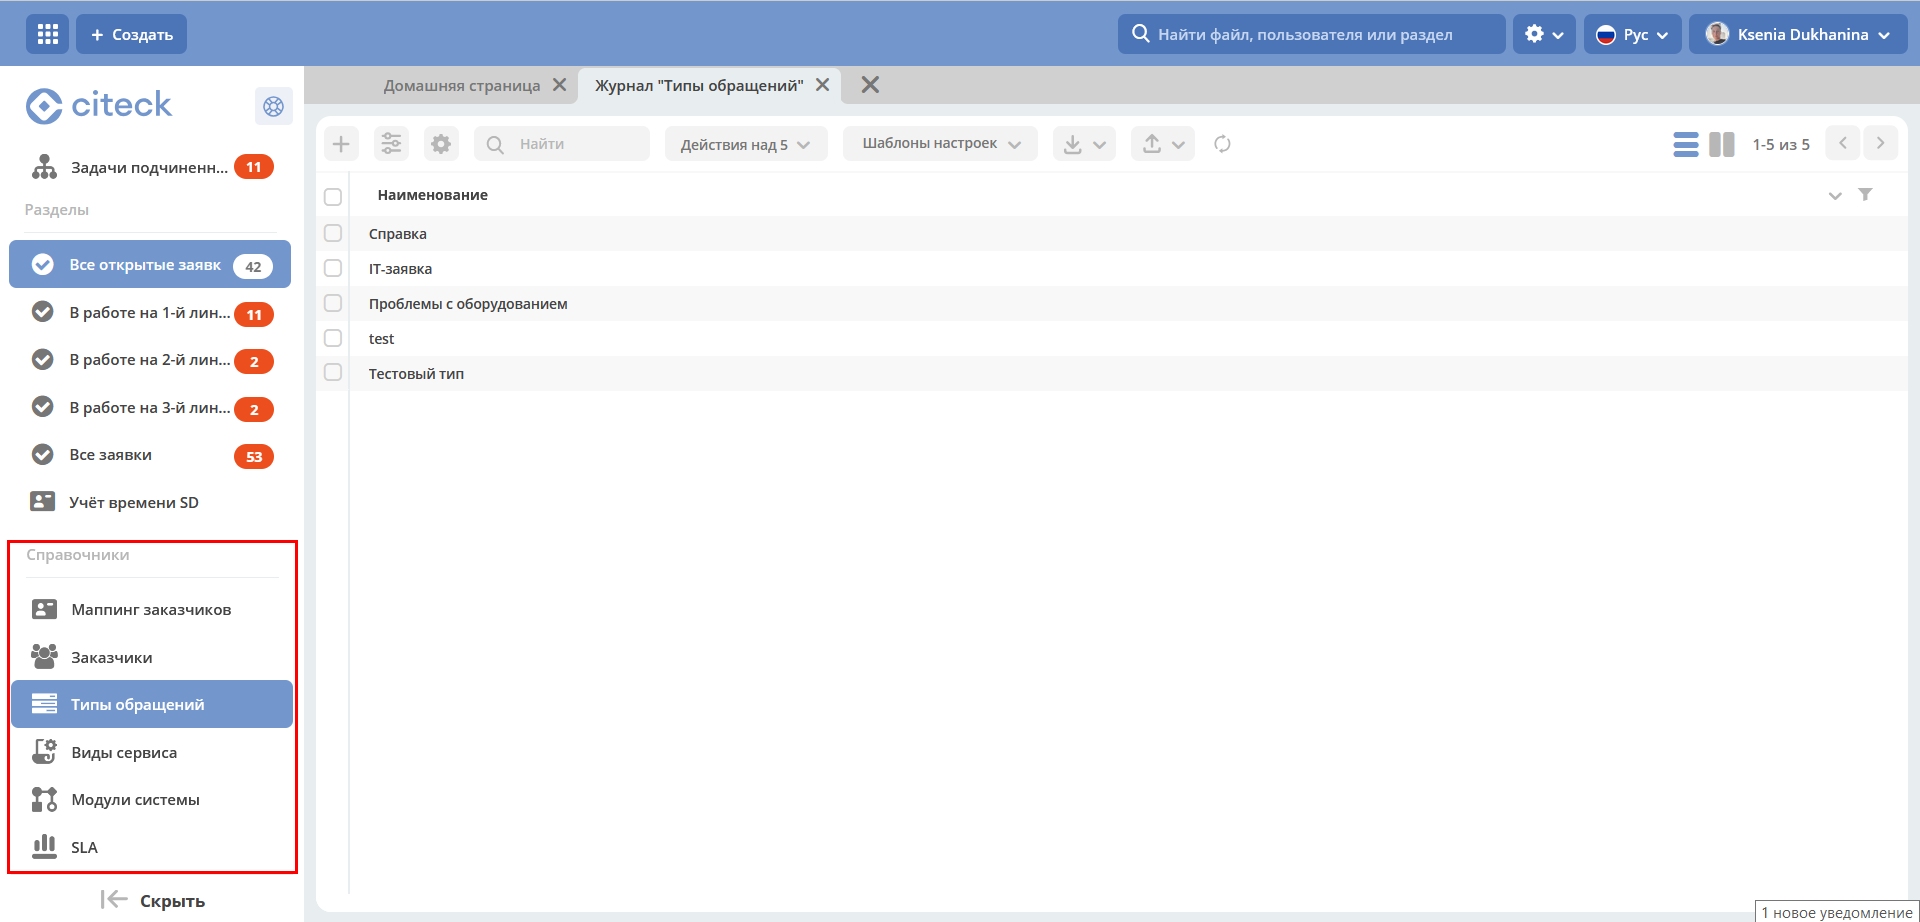 Создать
Найти файл, пользователя или раздел
Рус
Ksenia Dukhanina
citeck
Задачи подчиненн... 11
Разделы
Все открытые заявк 42
В работе на 1-й лин... 11
В работе на 2-й лин... 2
В работе на 3-й лин... 2
Все заявки 53
Учёт времени SD
Справочники
Маппинг заказчиков
Заказчики
Типы обращений
Виды сервиса
Модули системы
SLA
Скрыть
Домашняя страница
Журнал "Типы обращений"
Найти
Действия над 5
Шаблоны настроек
1-5 из 5
Наименование
Справка
IT-заявка
Проблемы с оборудованием
test
Тестовый тип
1 новое уведомление